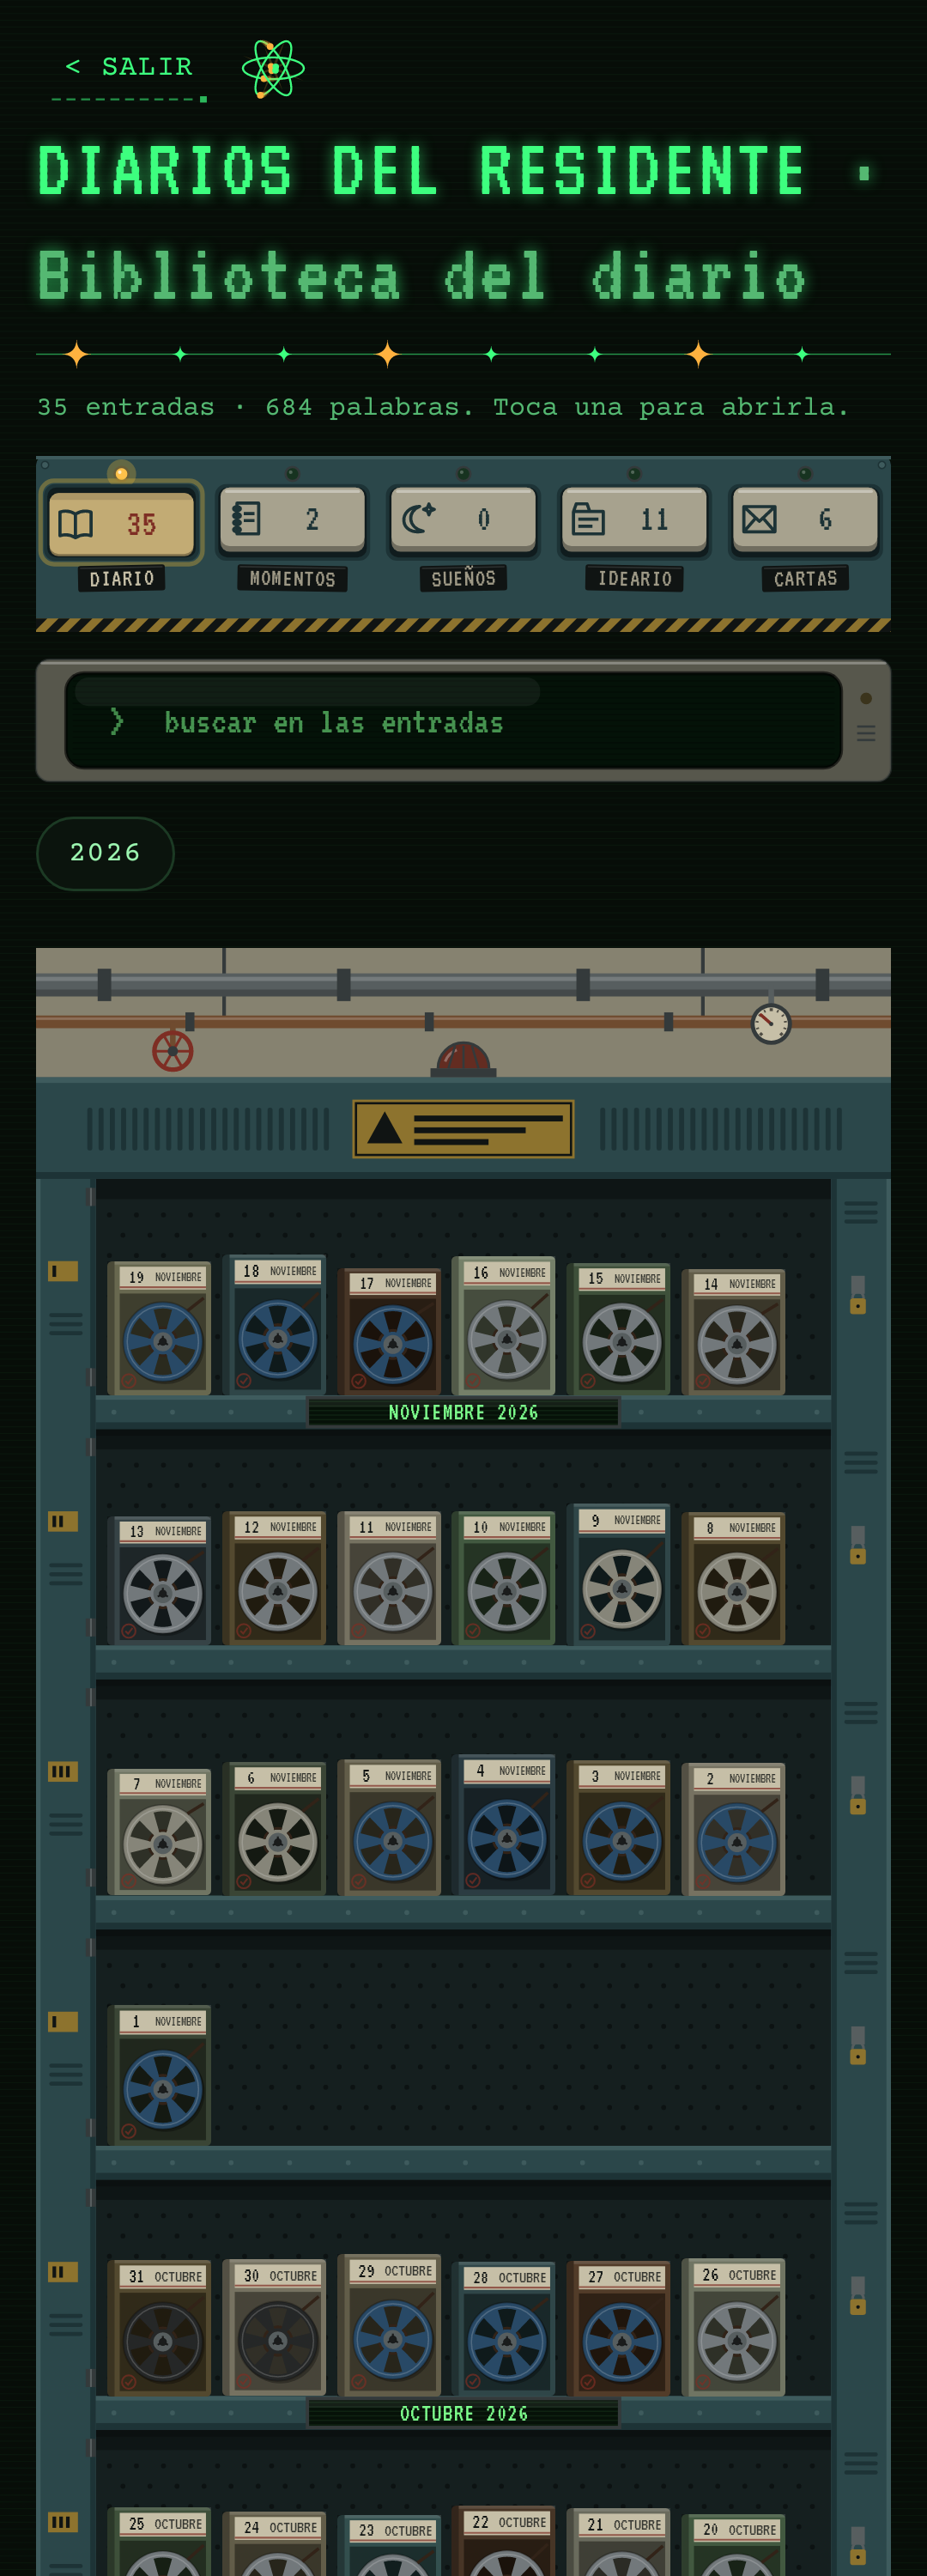 < SALIR
DIARIOS DEL RESIDENTE ·
Biblioteca del diario
35 entradas · 684 palabras. Toca una para abrirla.
35 2 0 11 6
DIARIO MOMENTOS SUEÑOS IDEARIO CARTAS
> buscar en las entradas
2026
19 NOVIEMBRE 18 NOVIEMBRE 17 NOVIEMBRE 16 NOVIEMBRE 15 NOVIEMBRE 14 NOVIEMBRE
NOVIEMBRE 2026
13 NOVIEMBRE 12 NOVIEMBRE 11 NOVIEMBRE 10 NOVIEMBRE 9 NOVIEMBRE 8 NOVIEMBRE
7 NOVIEMBRE 6 NOVIEMBRE 5 NOVIEMBRE 4 NOVIEMBRE 3 NOVIEMBRE 2 NOVIEMBRE
1 NOVIEMBRE
31 OCTUBRE 30 OCTUBRE 29 OCTUBRE 28 OCTUBRE 27 OCTUBRE 26 OCTUBRE
OCTUBRE 2026
25 OCTUBRE 24 OCTUBRE 23 OCTUBRE 22 OCTUBRE 21 OCTUBRE 20 OCTUBRE